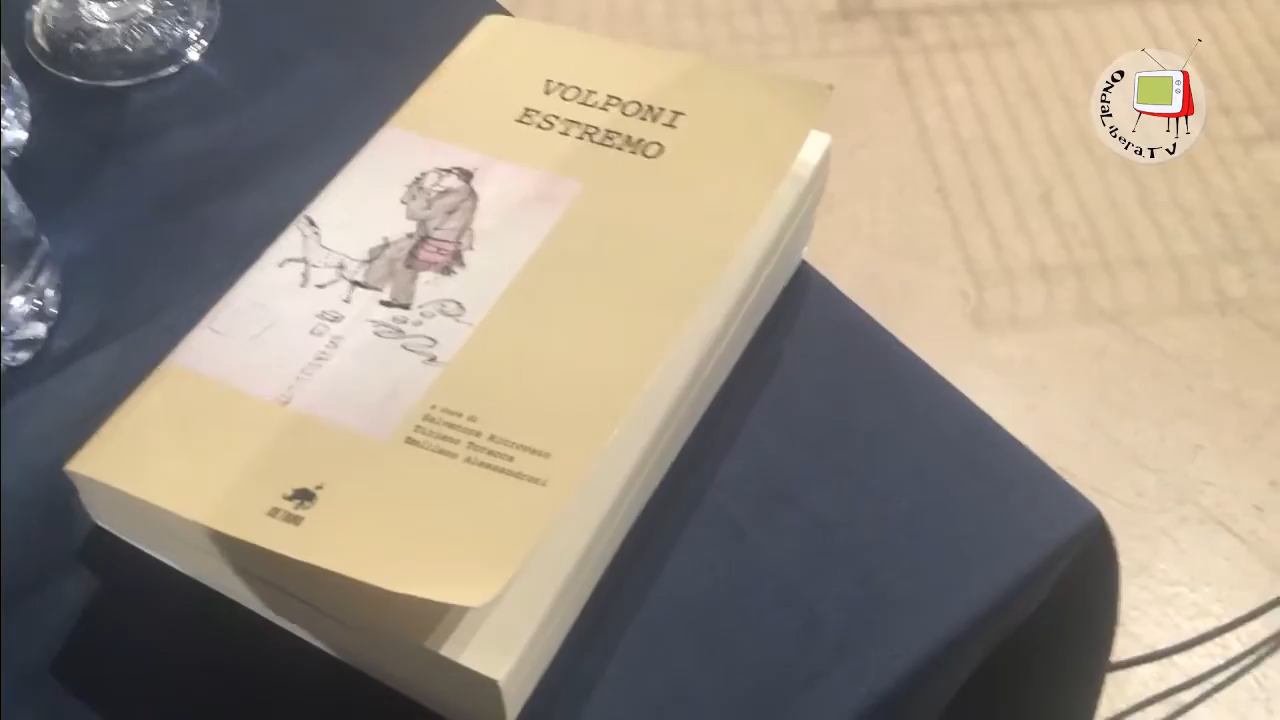 VOLPONI
ESTREMO
a cura di
Salvatore Ritrovato
Tiziano Toracca
Emiliano Alessandroni
OndaLibera.TV